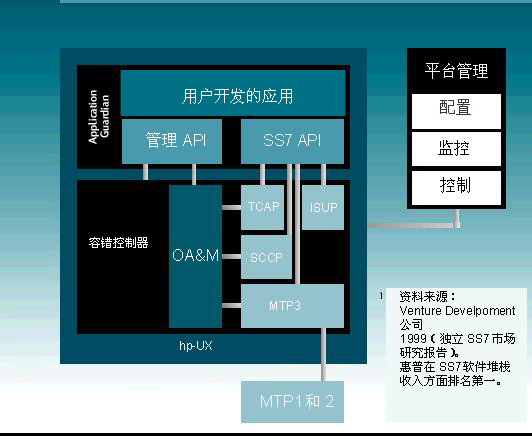 用户开发的应用
Application
Guardian
管理 API
SS7 API
容错控制器
OA&M
TCAP
ISUP
SCCP
MTP3
hp-UX
MTP1和 2
平台管理
配置
监控
控制
1 资料来源：
Venture Develpoment
公司
1999（独立 SS7 市场
研究报告）。
惠普在 SS7 软件堆栈
收入方面排名第一。